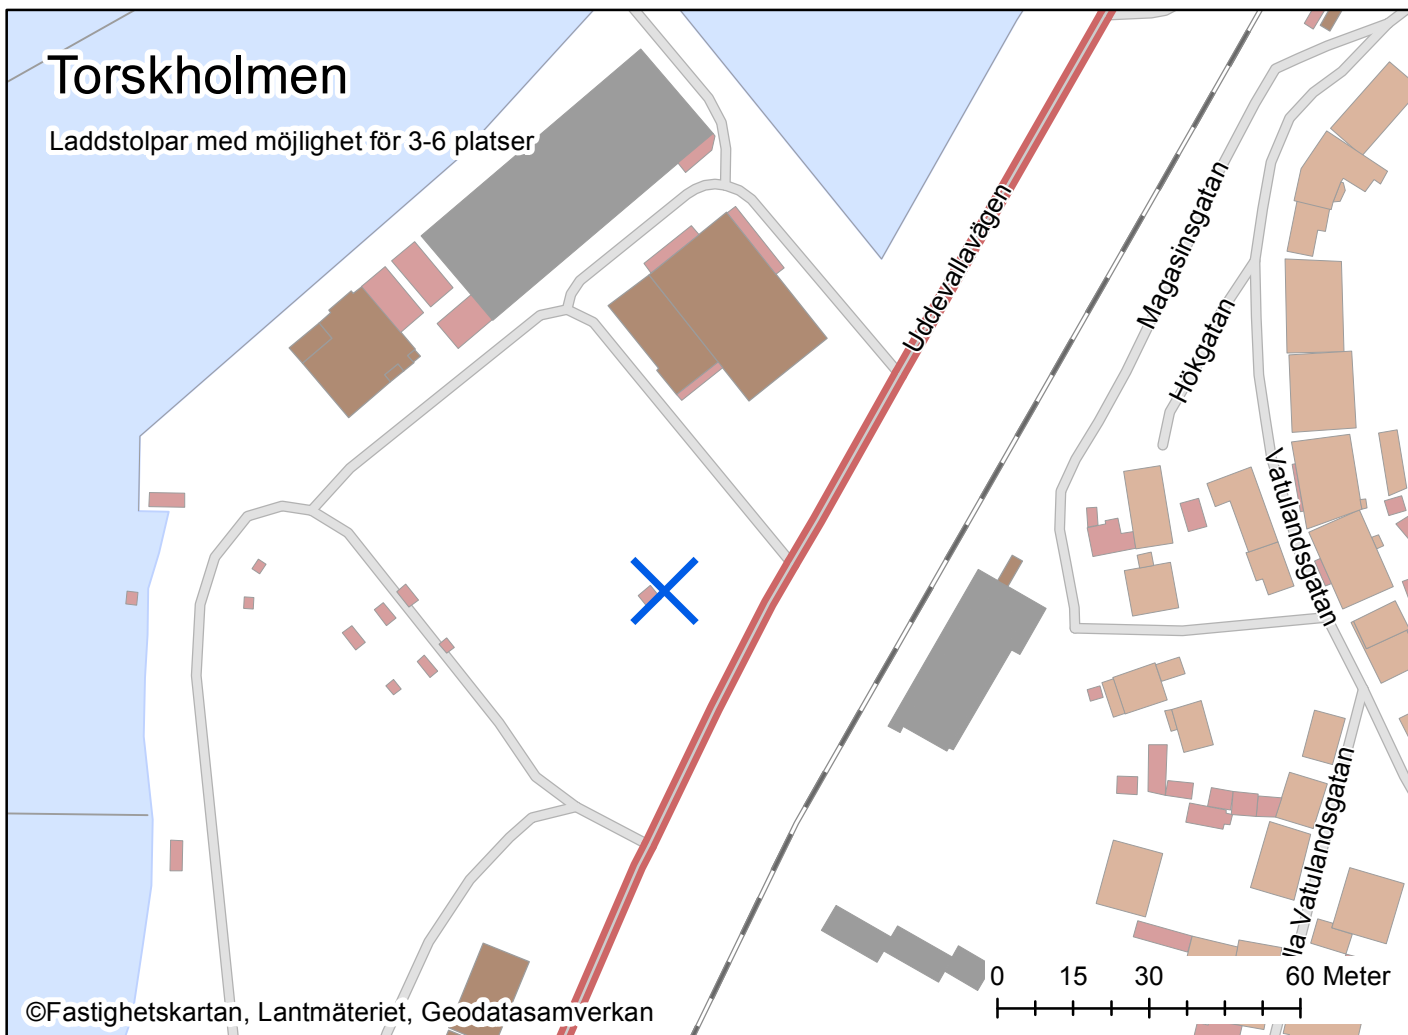 Torskholmen
Laddstolpar med möjlighet för 3-6 platser
Uddevallavägen
Magasinsgatan
Hökgatan
Vatulandsgatan
lla Vatulandsgatan
0 15 30 60 Meter
©Fastighetskartan, Lantmäteriet, Geodatasamverkan